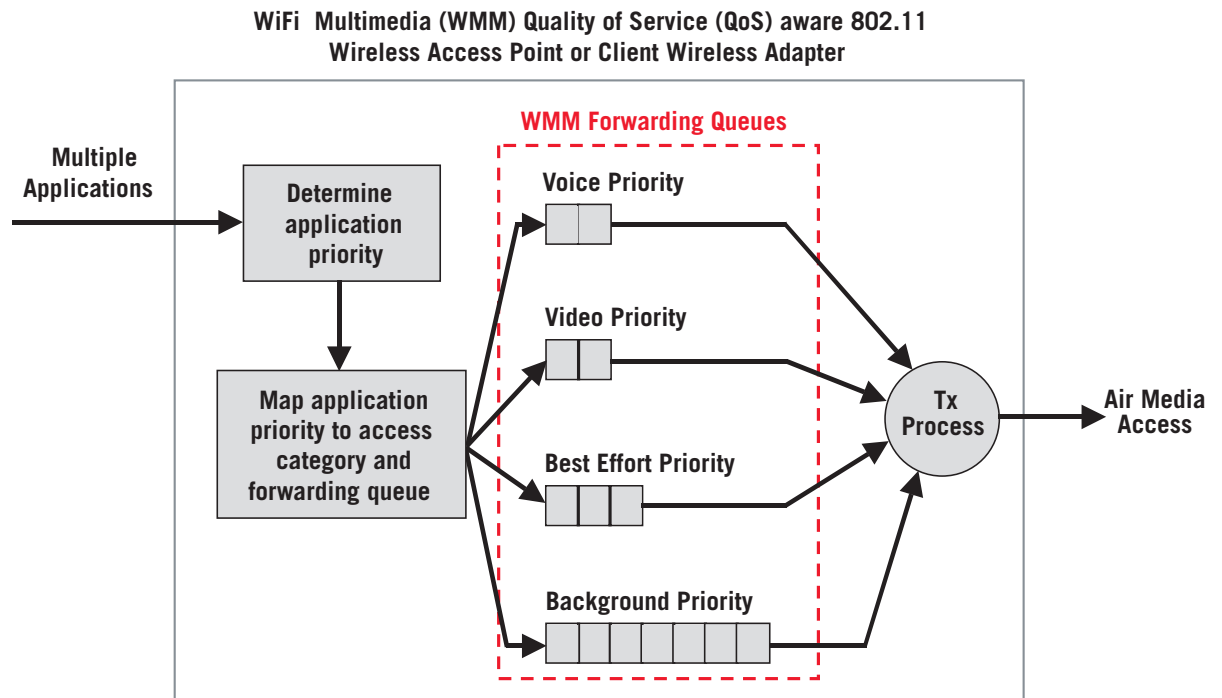 WiFi Multimedia (WMM) Quality of Service (QoS) aware 802.11
Wireless Access Point or Client Wireless Adapter
WMM Forwarding Queues
Multiple
Applications
Determine
application
priority
Voice Priority
Video Priority
Map application
priority to access
category and
forwarding queue
Best Effort Priority
Background Priority
Tx
Process
Air Media
Access